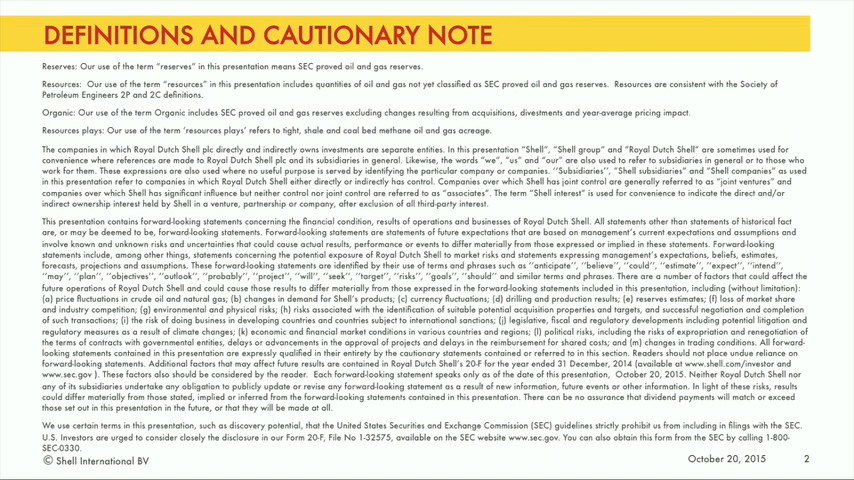 DEFINITIONS AND CAUTIONARY NOTE
Reserves: Our use of the term “reserves” in this presentation means SEC proved oil and gas reserves.
Resources:  Our use of the term “resources” in this presentation includes quantities of oil and gas not yet classified as SEC proved oil and gas reserves.  Resources are consistent with the Society of
Petroleum Engineers 2P and 2C definitions.
Organic: Our use of the term Organic includes SEC proved oil and gas reserves excluding changes resulting from acquisitions, divestments and year-average pricing impact.
Resources plays: Our use of the term ‘resources plays’ refers to tight, shale and coal bed methane oil and gas acreage.
The companies in which Royal Dutch Shell plc directly and indirectly owns investments are separate entities. In this presentation “Shell”, “Shell group” and “Royal Dutch Shell” are sometimes used for
convenience where references are made to Royal Dutch Shell plc and its subsidiaries in general. Likewise, the words “we”, “us” and “our” are also used to refer to subsidiaries in general or to those who
work for them. These expressions are also used where no useful purpose is served by identifying the particular company or companies. ‘‘Subsidiaries’’, “Shell subsidiaries” and “Shell companies” as used
in this presentation refer to companies in which Royal Dutch Shell either directly or indirectly has control. Companies over which Shell has joint control are generally referred to as “joint ventures” and
companies over which Shell has significant influence but neither control nor joint control are referred to as “associates”. The term “Shell interest” is used for convenience to indicate the direct and/or
indirect ownership interest held by Shell in a venture, partnership or company, after exclusion of all third-party interest.
This presentation contains forward-looking statements concerning the financial condition, results of operations and businesses of Royal Dutch Shell. All statements other than statements of historical fact
are, or may be deemed to be, forward-looking statements. Forward-looking statements are statements of future expectations that are based on management’s current expectations and assumptions and
involve known and unknown risks and uncertainties that could cause actual results, performance or events to differ materially from those expressed or implied in these statements. Forward-looking
statements include, among other things, statements concerning the potential exposure of Royal Dutch Shell to market risks and statements expressing management’s expectations, beliefs, estimates,
forecasts, projections and assumptions. These forward-looking statements are identified by their use of terms and phrases such as ‘‘anticipate’’, ‘‘believe’’, ‘‘could’’, ‘‘estimate’’, ‘‘expect’’, ‘‘intend’’,
‘‘may’’, ‘‘plan’’, ‘‘objectives’’, ‘‘outlook’’, ‘‘probably’’, ‘‘project’’, ‘‘will’’, ‘‘seek’’, ‘‘target’’, ‘‘risks’’, ‘‘goals’’, ‘‘should’’ and similar terms and phrases. There are a number of factors that could affect the
future operations of Royal Dutch Shell and could cause those results to differ materially from those expressed in the forward-looking statements included in this presentation, including (without limitation):
(a) price fluctuations in crude oil and natural gas; (b) changes in demand for Shell’s products; (c) currency fluctuations; (d) drilling and production results; (e) reserves estimates; (f) loss of market share
and industry competition; (g) environmental and physical risks; (h) risks associated with the identification of suitable potential acquisition properties and targets, and successful negotiation and completion
of such transactions; (i) the risk of doing business in developing countries and countries subject to international sanctions; (j) legislative, fiscal and regulatory developments including potential litigation and
regulatory measures as a result of climate changes; (k) economic and financial market conditions in various countries and regions; (l) political risks, including the risks of expropriation and renegotiation of
the terms of contracts with governmental entities, delays or advancements in the approval of projects and delays in the reimbursement for shared costs; and (m) changes in trading conditions. All forward-
looking statements contained in this presentation are expressly qualified in their entirety by the cautionary statements contained or referred to in this section. Readers should not place undue reliance on
forward-looking statements. Additional factors that may affect future results are contained in Royal Dutch Shell’s 20-F for the year ended 31 December, 2014 (available at www.shell.com/investor and
www.sec.gov ). These factors also should be considered by the reader.  Each forward-looking statement speaks only as of the date of this presentation,  October 20, 2015. Neither Royal Dutch Shell nor
any of its subsidiaries undertake any obligation to publicly update or revise any forward-looking statement as a result of new information, future events or other information. In light of these risks, results
could differ materially from those stated, implied or inferred from the forward-looking statements contained in this presentation. There can be no assurance that dividend payments will match or exceed
those set out in this presentation in the future, or that they will be made at all.
We use certain terms in this presentation, such as discovery potential, that the United States Securities and Exchange Commission (SEC) guidelines strictly prohibit us from including in filings with the SEC.
U.S. Investors are urged to consider closely the disclosure in our Form 20-F, File No 1-32575, available on the SEC website www.sec.gov. You can also obtain this form from the SEC by calling 1-800-
SEC-0330.
© Shell International BV
October 20, 2015
2